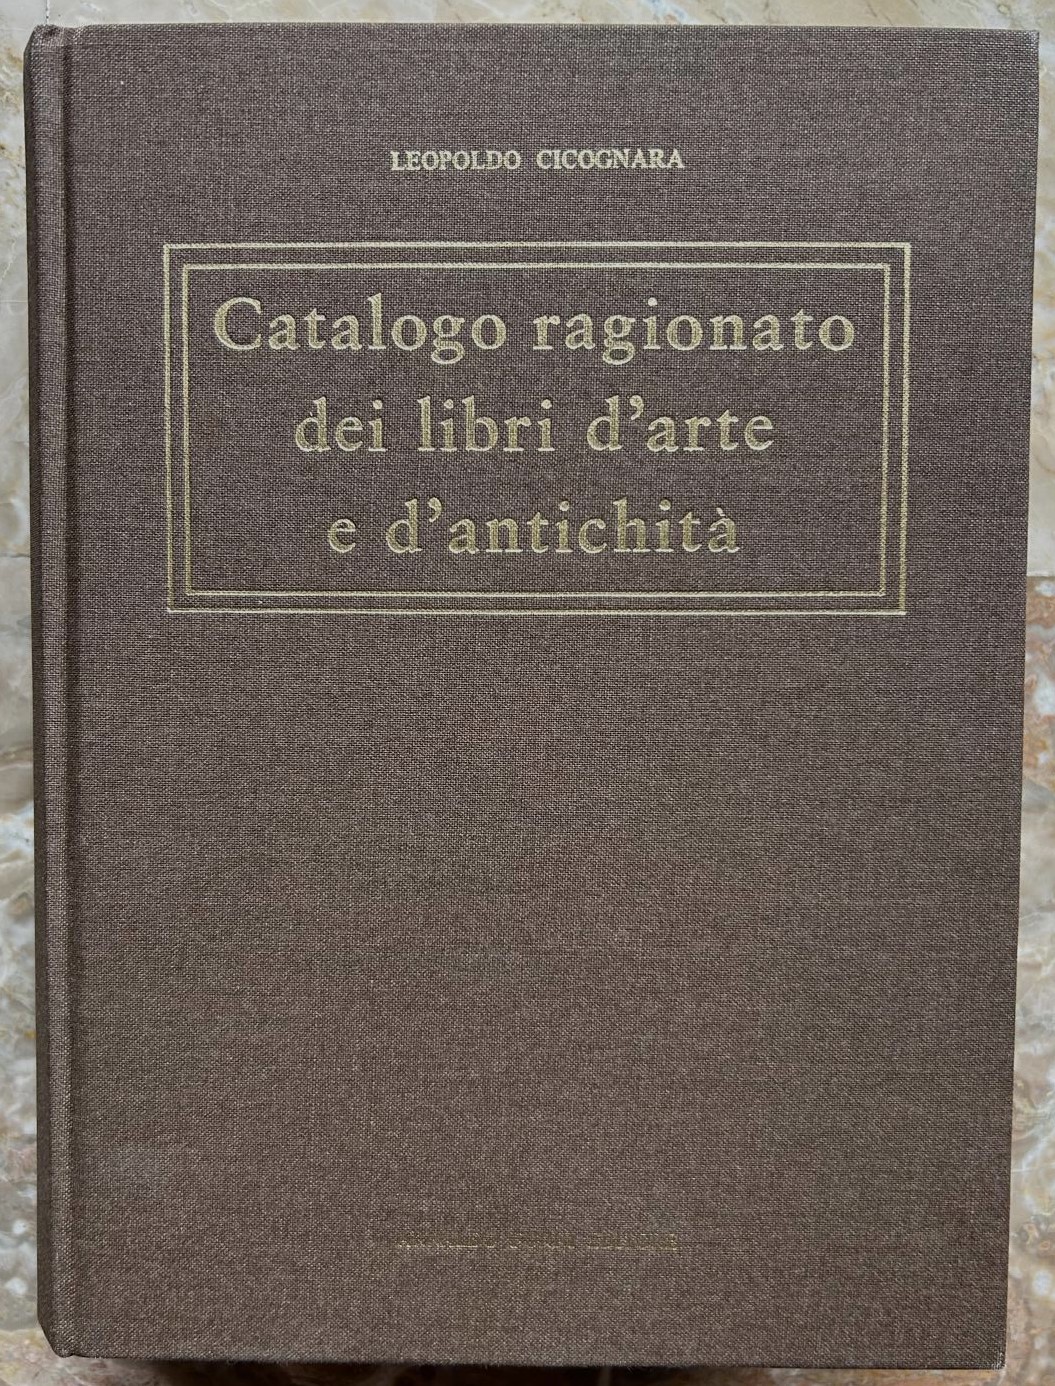 LEOPOLDO CICOGNARA
Catalogo ragionato
dei libri d'arte
e d'antichità